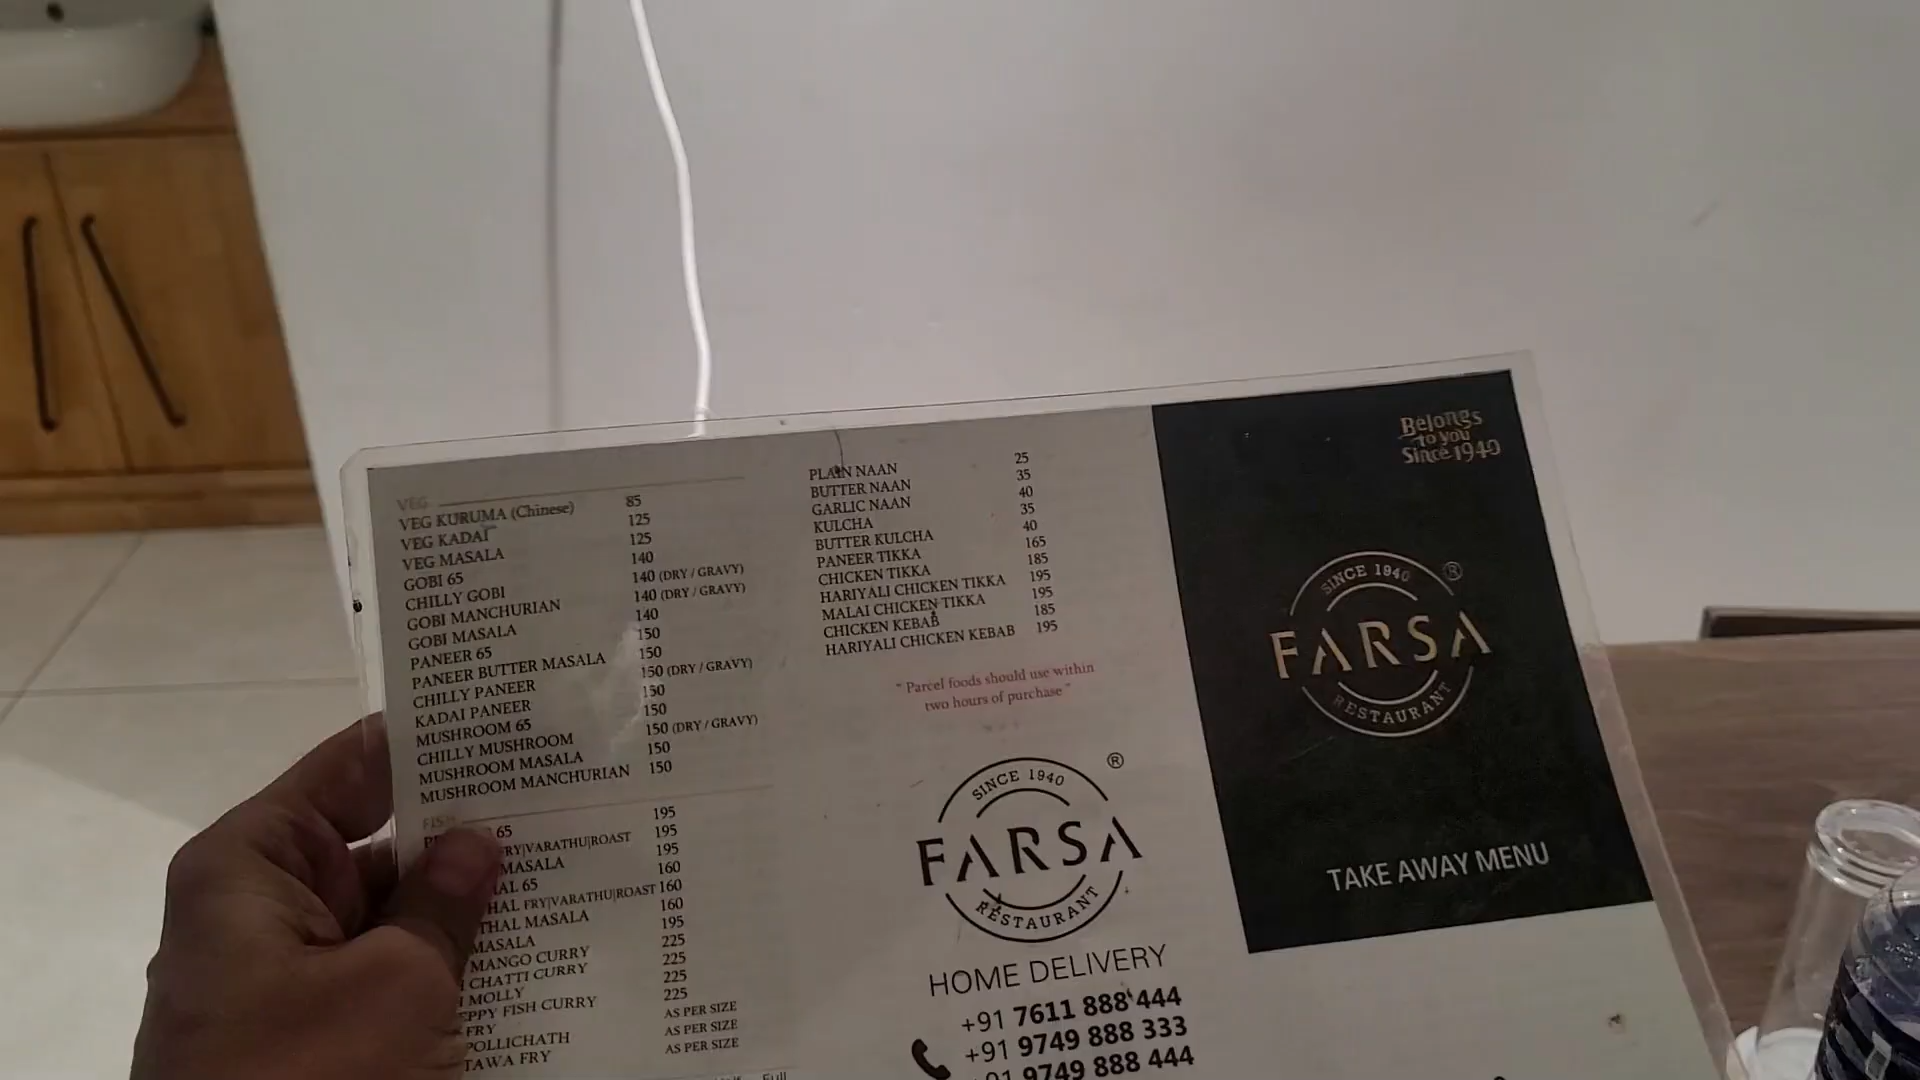 VEG
VEG KURUMA (Chinese) 85
VEG KADAI 125
VEG MASALA 125
GOBI 65 140
CHILLY GOBI 140 (DRY / GRAVY)
GOBI MANCHURIAN 140 (DRY / GRAVY)
GOBI MASALA 140
PANEER 65 150
PANEER BUTTER MASALA 150
CHILLY PANEER 150 (DRY / GRAVY)
KADAI PANEER 150
MUSHROOM 65 150
CHILLY MUSHROOM 150 (DRY / GRAVY)
MUSHROOM MASALA 150
MUSHROOM MANCHURIAN 150
FISH
65 195
FRY|VARATHU|ROAST 195
MASALA 195
65 160
FRY|VARATHU|ROAST 160
MASALA 160
MASALA 195
MANGO CURRY 225
CHATTI CURRY 225
MOLLY 225
FISH CURRY 225
FRY AS PER SIZE
POLLICHATH AS PER SIZE
TAWA FRY AS PER SIZE
Full
PLAIN NAAN 25
BUTTER NAAN 35
GARLIC NAAN 40
KULCHA 35
BUTTER KULCHA 40
PANEER TIKKA 165
CHICKEN TIKKA 185
HARIYALI CHICKEN TIKKA 195
MALAI CHICKEN TIKKA 195
CHICKEN KEBAB 185
HARIYALI CHICKEN KEBAB 195
" Parcel foods should use within
two hours of purchase "
SINCE 1940
®
FARSA
RESTAURANT
HOME DELIVERY
+91 7611 888 444
+91 9749 888 333
+91 9749 888 444
Belongs
to you
Since 1940
SINCE 1940
®
FARSA
RESTAURANT
TAKE AWAY MENU